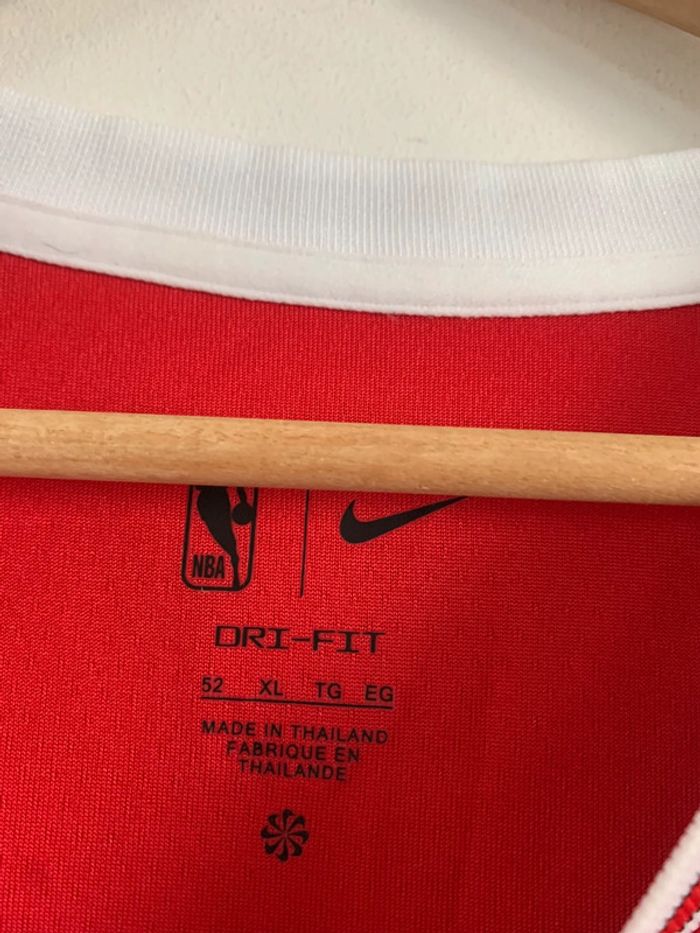 NBA
DRI-FIT
52 XL TG EG
MADE IN THAILAND
FABRIQUE EN
THAILANDE